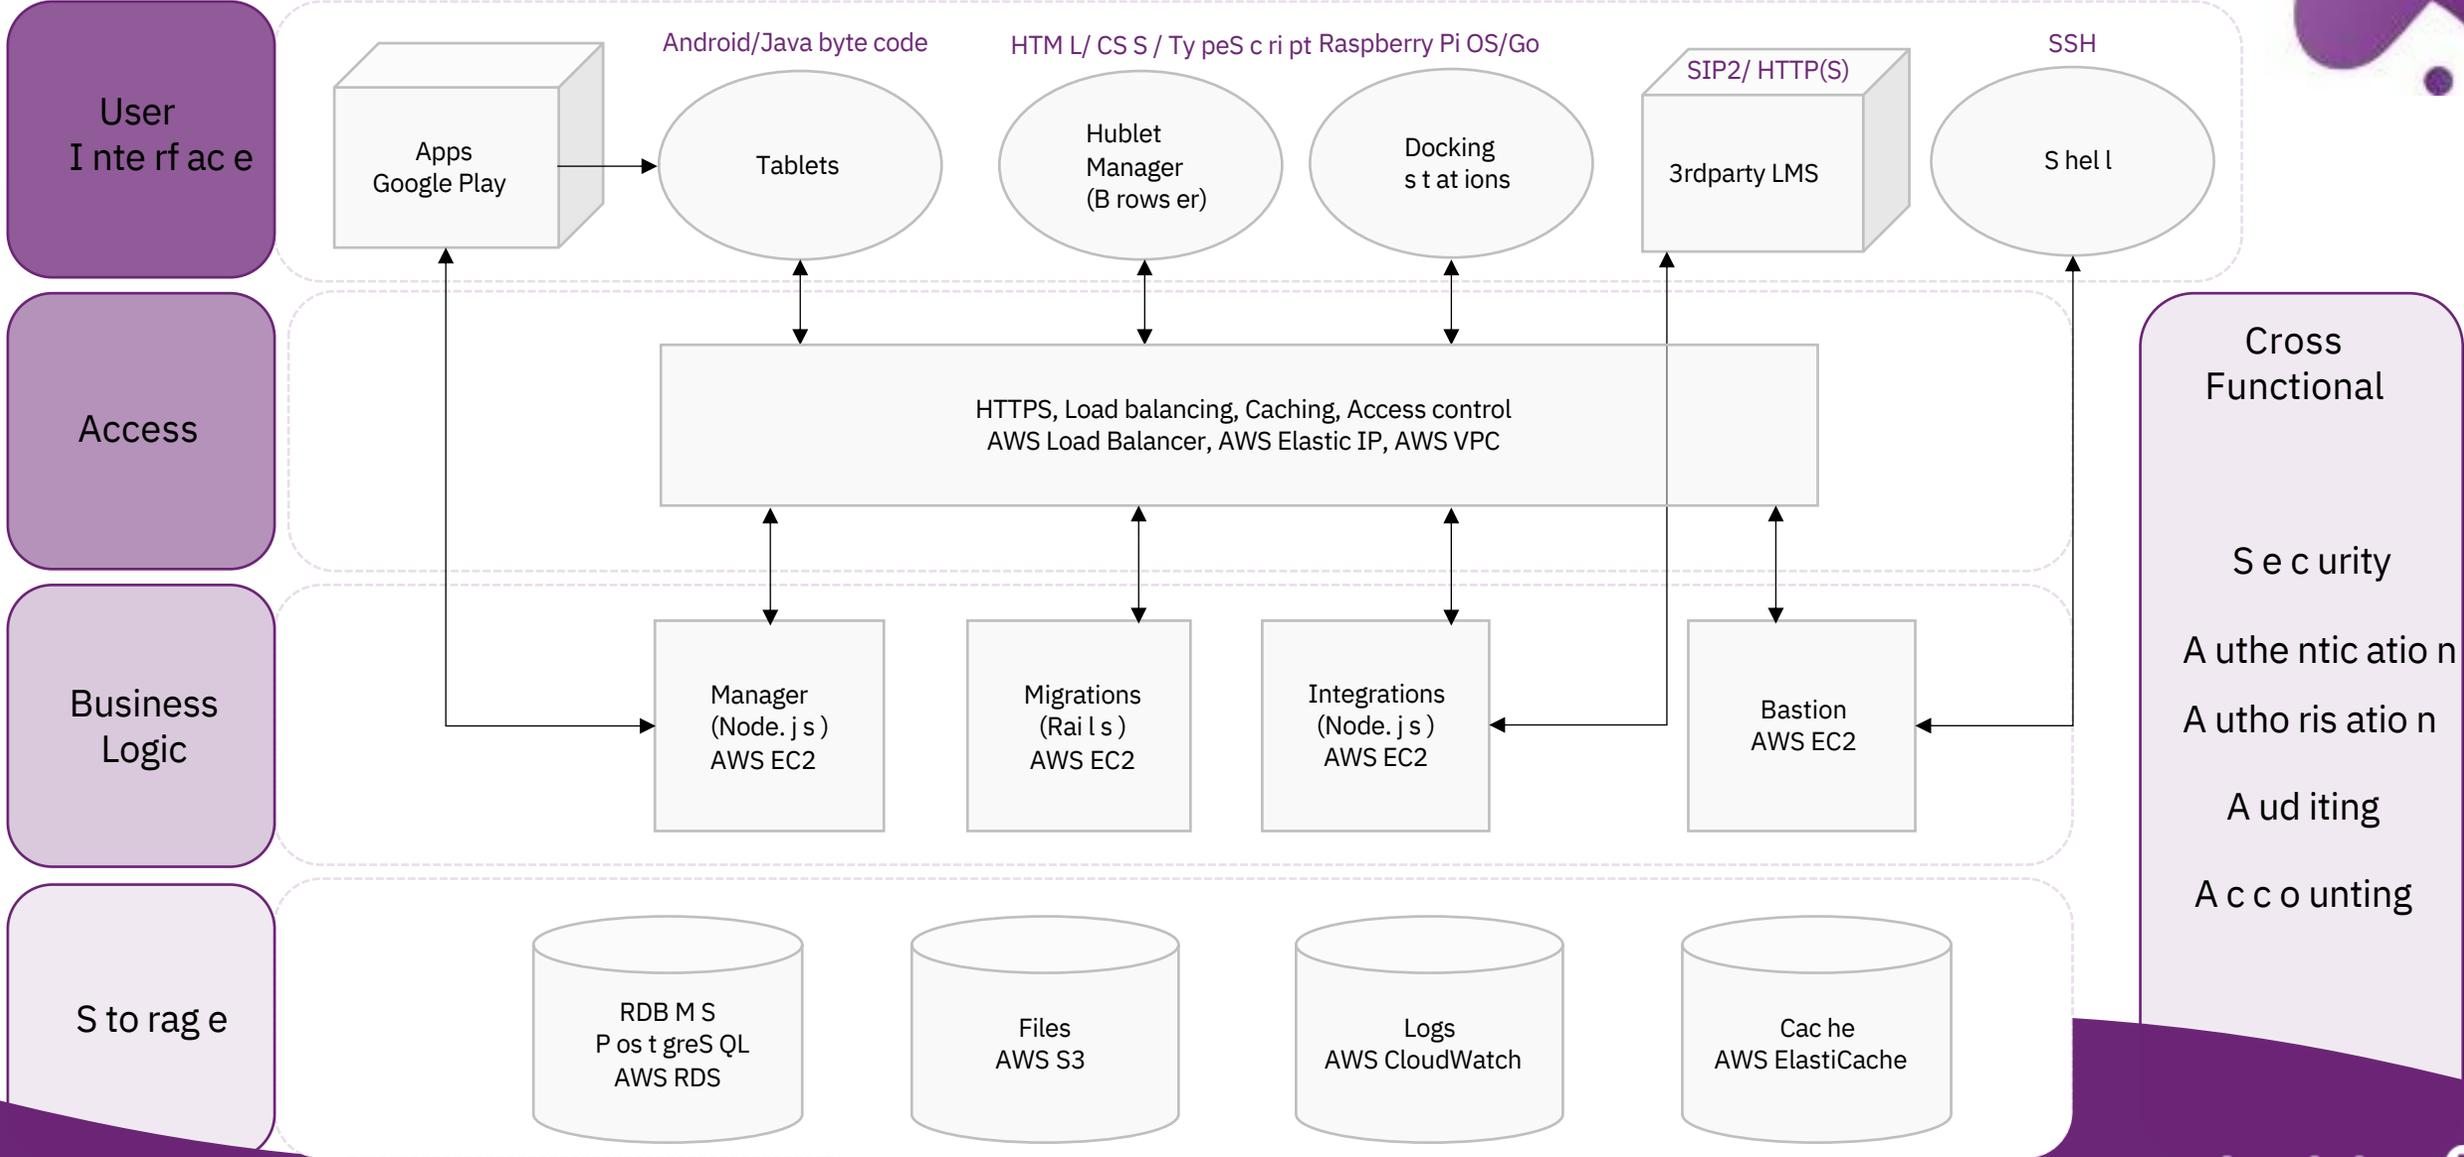 User
Interface
Android/Java byte code
HTML/ CSS / TypeScript
Raspberry Pi OS/Go
SIP2/ HTTP(S)
SSH
Apps
Google Play
Tablets
Hublet
Manager
(Browser)
Docking
stations
3rdparty LMS
Shell
Access
HTTPS, Load balancing, Caching, Access control
AWS Load Balancer, AWS Elastic IP, AWS VPC
Business
Logic
Manager
(Node.js)
AWS EC2
Migrations
(Rails)
AWS EC2
Integrations
(Node.js)
AWS EC2
Bastion
AWS EC2
Storage
RDBMS
PostgreSQL
AWS RDS
Files
AWS S3
Logs
AWS CloudWatch
Cache
AWS ElastiCache
Cross
Functional
Security
Authentication
Authorisation
Auditing
Accounting